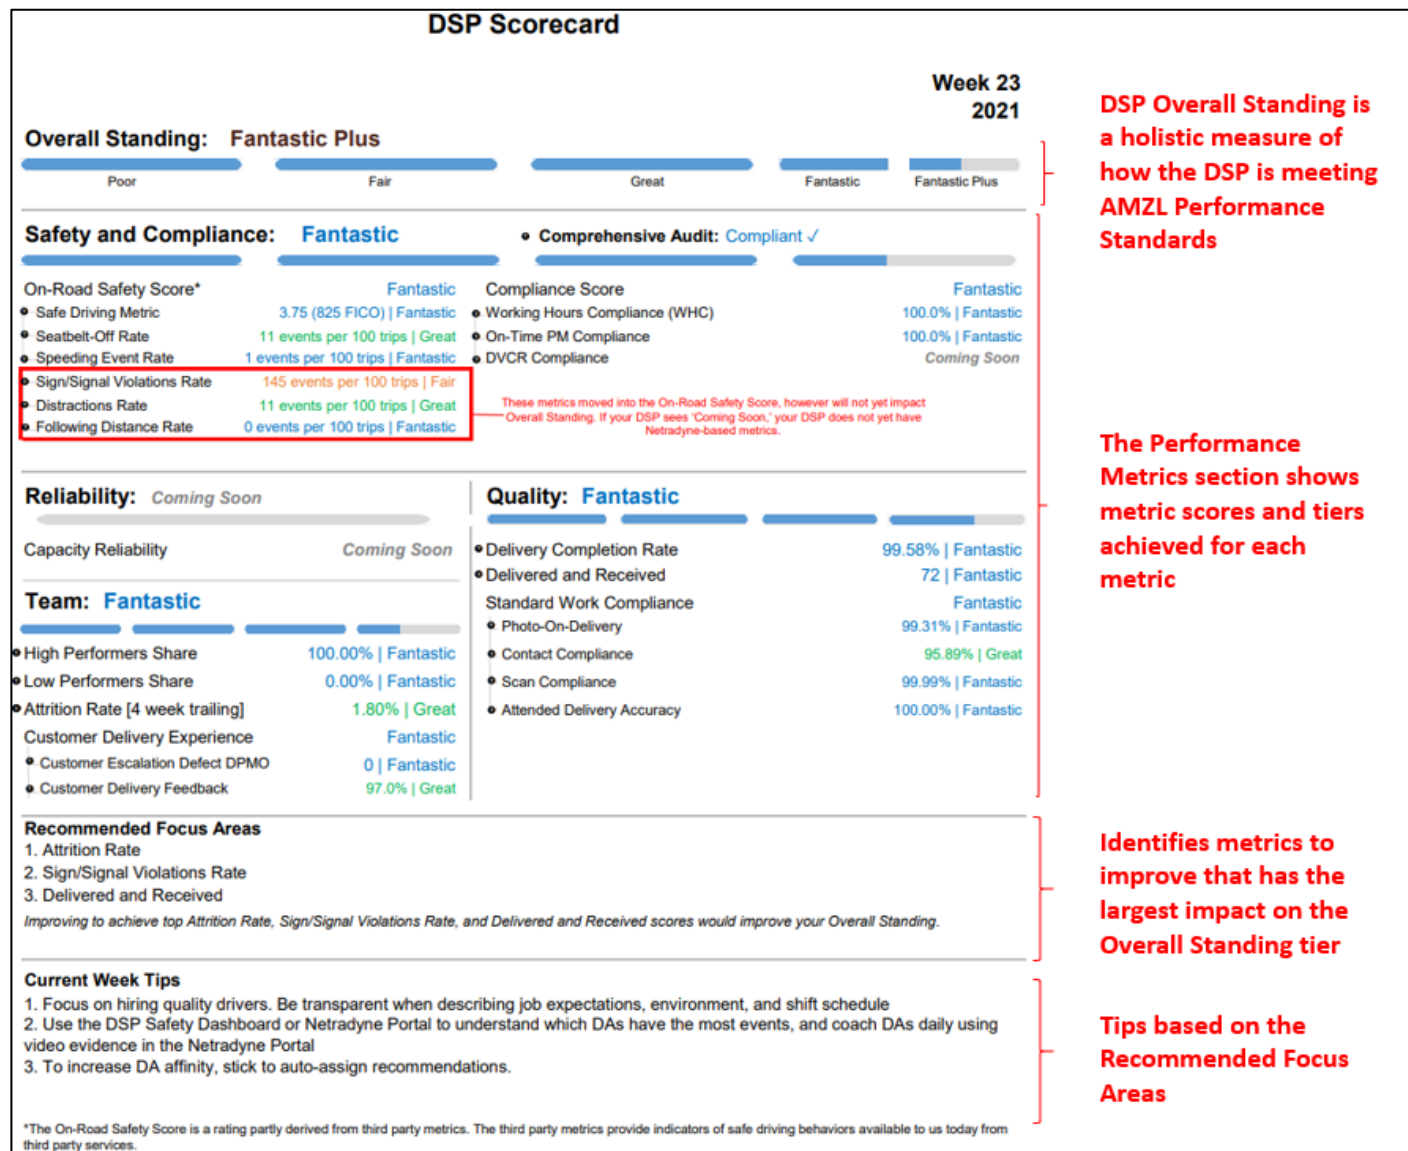 DSP Scorecard
Week 23
2021
Overall Standing: Fantastic Plus
Poor Fair Great Fantastic Fantastic Plus
DSP Overall Standing is
a holistic measure of
how the DSP is meeting
AMZL Performance
Standards
Safety and Compliance: Fantastic
• Comprehensive Audit: Compliant ✓
On-Road Safety Score* Fantastic
• Safe Driving Metric 3.75 (825 FICO) | Fantastic
• Seatbelt-Off Rate 11 events per 100 trips | Great
• Speeding Event Rate 1 events per 100 trips | Fantastic
• Sign/Signal Violations Rate 145 events per 100 trips | Fair
• Distractions Rate 11 events per 100 trips | Great
• Following Distance Rate 0 events per 100 trips | Fantastic
Compliance Score Fantastic
• Working Hours Compliance (WHC) 100.0% | Fantastic
• On-Time PM Compliance 100.0% | Fantastic
• DVCR Compliance Coming Soon
These metrics moved into the On-Road Safety Score, however will not yet impact
Overall Standing. If your DSP sees 'Coming Soon,' your DSP does not yet have
Netradyne-based metrics.
Reliability: Coming Soon
Capacity Reliability Coming Soon
Team: Fantastic
• High Performers Share 100.00% | Fantastic
• Low Performers Share 0.00% | Fantastic
• Attrition Rate [4 week trailing] 1.80% | Great
Customer Delivery Experience Fantastic
• Customer Escalation Defect DPMO 0 | Fantastic
• Customer Delivery Feedback 97.0% | Great
Quality: Fantastic
• Delivery Completion Rate 99.58% | Fantastic
• Delivered and Received 72 | Fantastic
Standard Work Compliance Fantastic
• Photo-On-Delivery 99.31% | Fantastic
• Contact Compliance 95.89% | Great
• Scan Compliance 99.99% | Fantastic
• Attended Delivery Accuracy 100.00% | Fantastic
The Performance
Metrics section shows
metric scores and tiers
achieved for each
metric
Recommended Focus Areas
1. Attrition Rate
2. Sign/Signal Violations Rate
3. Delivered and Received
Improving to achieve top Attrition Rate, Sign/Signal Violations Rate, and Delivered and Received scores would improve your Overall Standing.
Identifies metrics to
improve that has the
largest impact on the
Overall Standing tier
Current Week Tips
1. Focus on hiring quality drivers. Be transparent when describing job expectations, environment, and shift schedule
2. Use the DSP Safety Dashboard or Netradyne Portal to understand which DAs have the most events, and coach DAs daily using
video evidence in the Netradyne Portal
3. To increase DA affinity, stick to auto-assign recommendations.
Tips based on the
Recommended Focus
Areas
*The On-Road Safety Score is a rating partly derived from third party metrics. The third party metrics provide indicators of safe driving behaviors available to us today from
third party services.